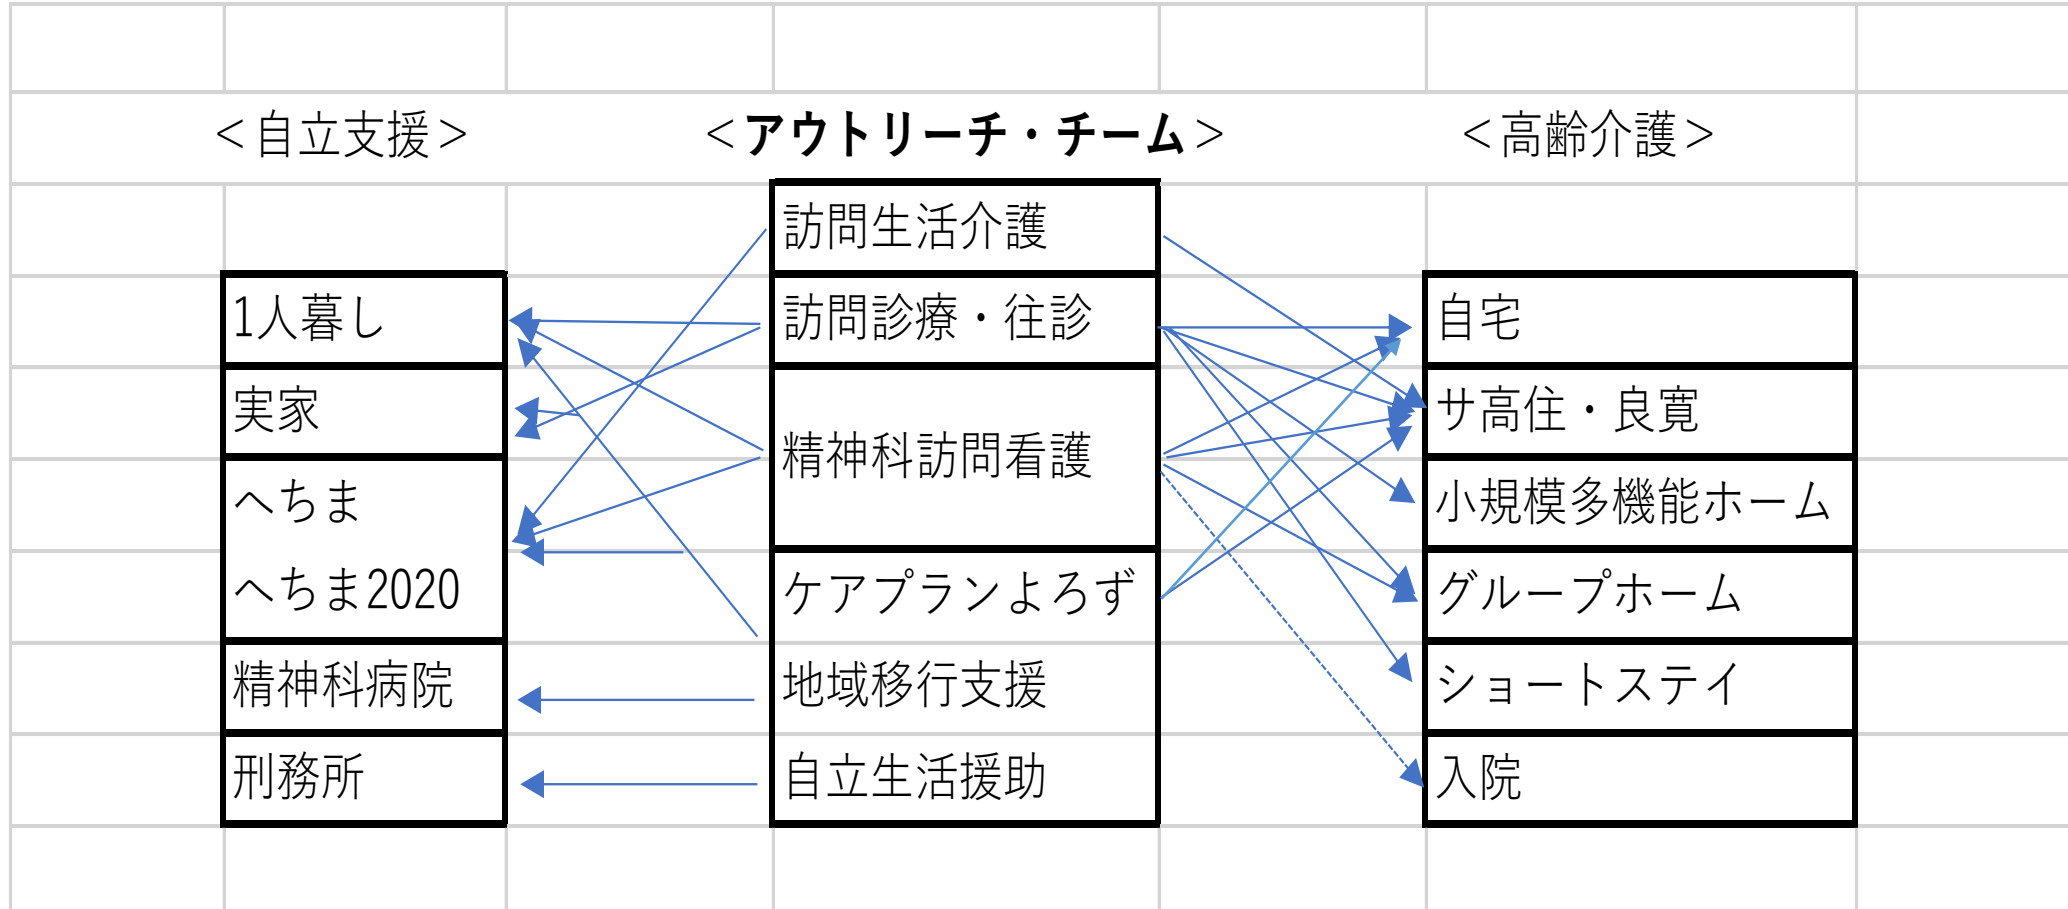 ＜自立支援＞
＜アウトリーチ・チーム＞
＜高齢介護＞
1人暮し
実家
へちま
へちま2020
精神科病院
刑務所
訪問生活介護
訪問診療・往診
精神科訪問看護
ケアプランよろず
地域移行支援
自立生活援助
自宅
サ高住・良寛
小規模多機能ホーム
グループホーム
ショートステイ
入院